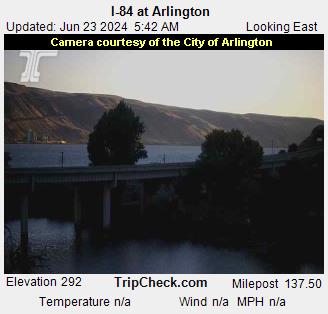 I-84 at Arlington
Updated: Jun 23 2024 5:42 AM Looking East
Camera courtesy of the City of Arlington
Elevation 292 TripCheck.com Milepost 137.50
Temperature n/a Wind n/a MPH n/a